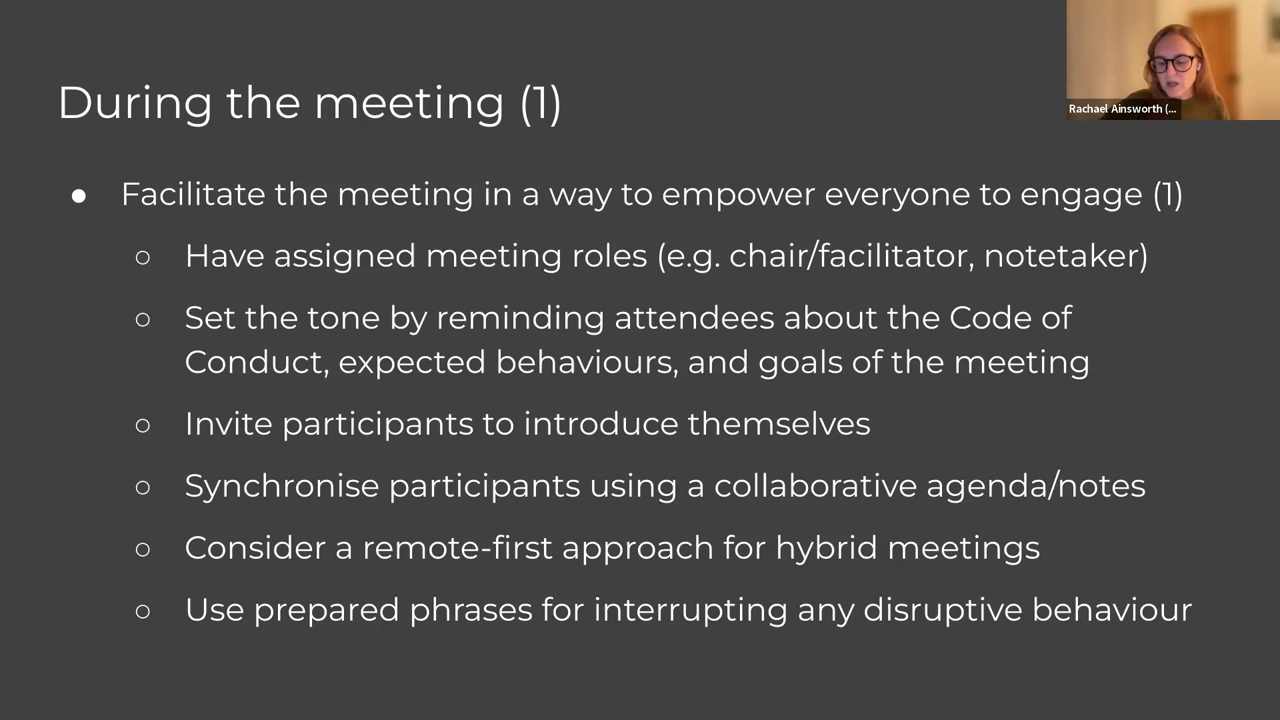 During the meeting (1)
Rachael Ainsworth (...
● Facilitate the meeting in a way to empower everyone to engage (1)
○ Have assigned meeting roles (e.g. chair/facilitator, notetaker)
○ Set the tone by reminding attendees about the Code of
Conduct, expected behaviours, and goals of the meeting
○ Invite participants to introduce themselves
○ Synchronise participants using a collaborative agenda/notes
○ Consider a remote-first approach for hybrid meetings
○ Use prepared phrases for interrupting any disruptive behaviour